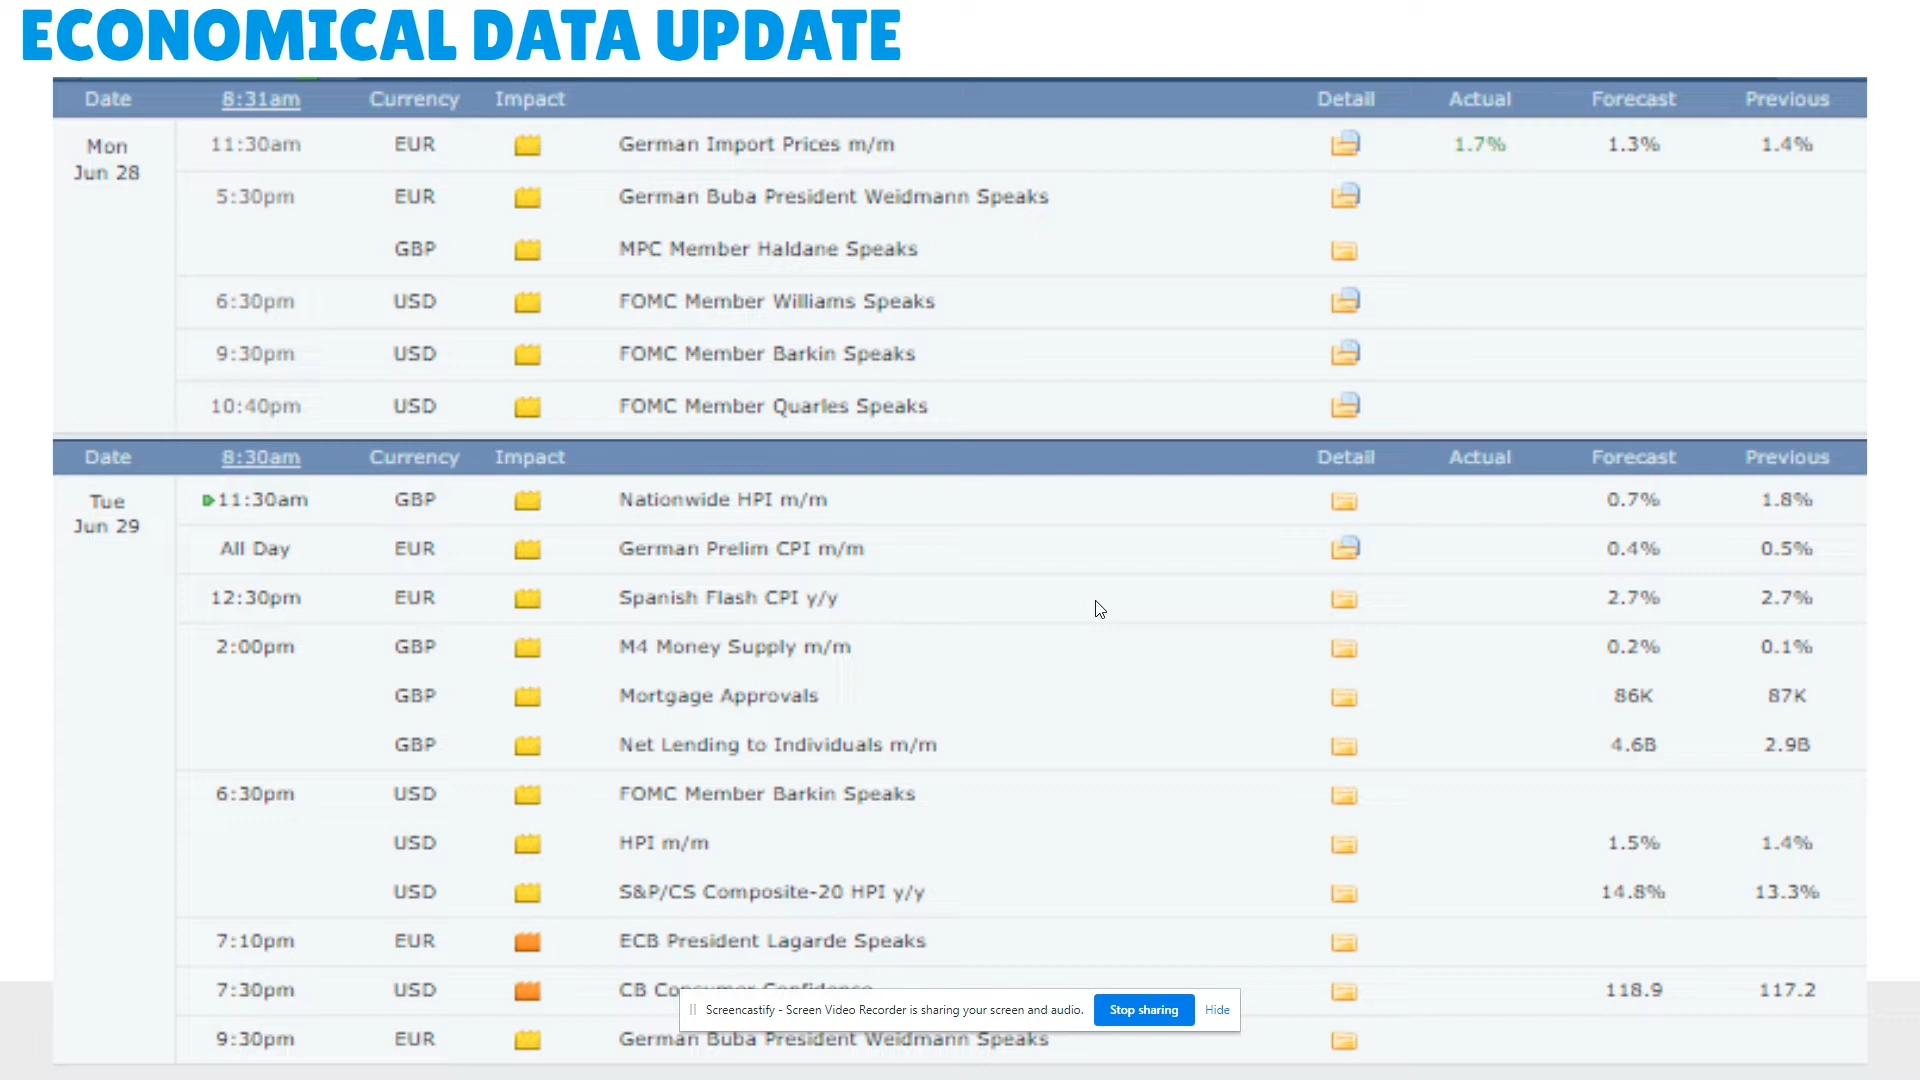 ECONOMICAL DATA UPDATE
Date 8:31am Currency Impact Detail Actual Forecast Previous
Mon 11:30am EUR German Import Prices m/m 1.7% 1.3% 1.4%
Jun 28
5:30pm EUR German Buba President Weidmann Speaks
GBP MPC Member Haldane Speaks
6:30pm USD FOMC Member Williams Speaks
9:30pm USD FOMC Member Barkin Speaks
10:40pm USD FOMC Member Quarles Speaks
Date 8:30am Currency Impact Detail Actual Forecast Previous
Tue 11:30am GBP Nationwide HPI m/m 0.7% 1.8%
Jun 29
All Day EUR German Prelim CPI m/m 0.4% 0.5%
12:30pm EUR Spanish Flash CPI y/y 2.7% 2.7%
2:00pm GBP M4 Money Supply m/m 0.2% 0.1%
GBP Mortgage Approvals 86K 87K
GBP Net Lending to Individuals m/m 4.6B 2.9B
6:30pm USD FOMC Member Barkin Speaks
USD HPI m/m 1.5% 1.4%
USD S&P/CS Composite-20 HPI y/y 14.8% 13.3%
7:10pm EUR ECB President Lagarde Speaks
7:30pm USD CB Consumer Confidence 118.9 117.2
Screencastify - Screen Video Recorder is sharing your screen and audio. Stop sharing Hide
9:30pm EUR German Buba President Weidmann Speaks